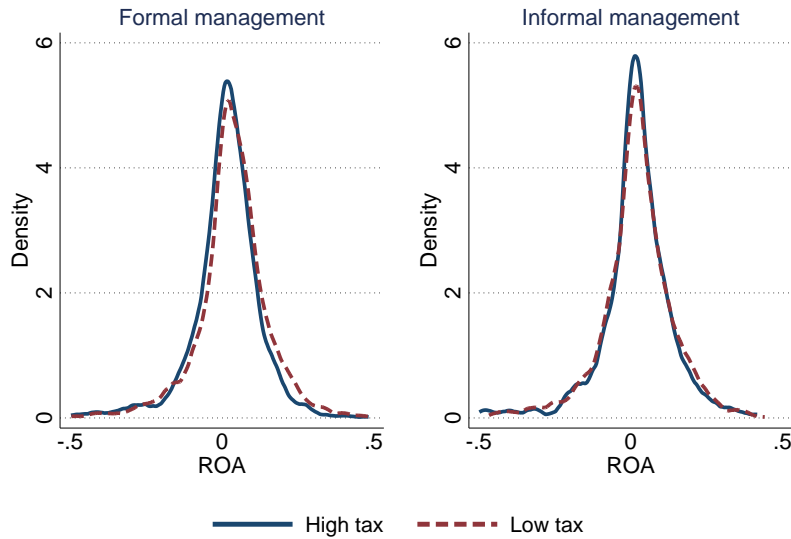 Formal management
Informal management
6
4
2
0
Density
-.5 0 .5
ROA
6
4
2
0
Density
-.5 0 .5
ROA
High tax Low tax